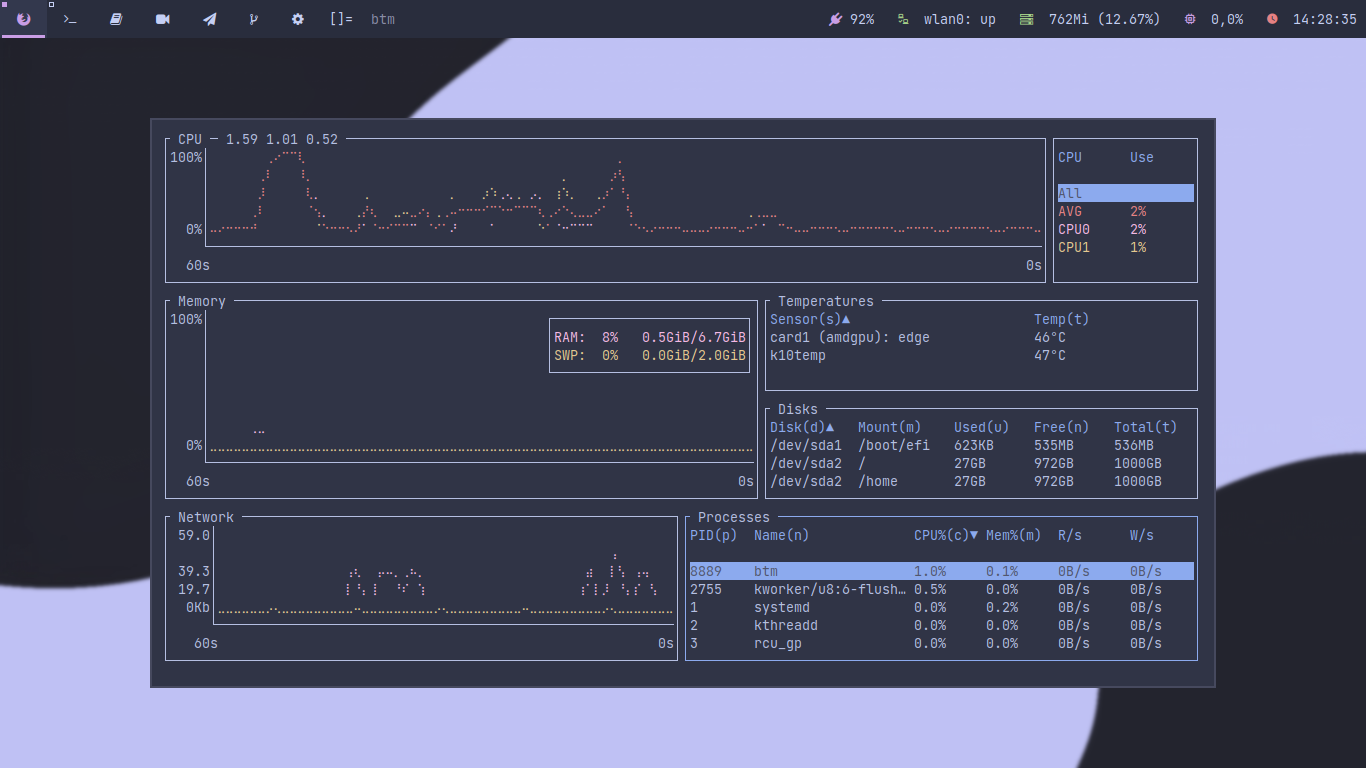 >_ []= btm 92% wlan0: up 762Mi (12.67%) 0,0% 14:28:35
CPU ─ 1.59 1.01 0.52
100%
0%
60s 0s
CPU Use
All
AVG 2%
CPU0 2%
CPU1 1%
Memory
100%
RAM: 8% 0.5GiB/6.7GiB
SWP: 0% 0.0GiB/2.0GiB
0%
60s 0s
Temperatures
Sensor(s)▲ Temp(t)
card1 (amdgpu): edge 46°C
k10temp 47°C
Disks
Disk(d)▲ Mount(m) Used(u) Free(n) Total(t)
/dev/sda1 /boot/efi 623KB 535MB 536MB
/dev/sda2 / 27GB 972GB 1000GB
/dev/sda2 /home 27GB 972GB 1000GB
Network
59.0
39.3
19.7
0Kb
60s 0s
Processes
PID(p) Name(n) CPU%(c)▼ Mem%(m) R/s W/s
8889 btm 1.0% 0.1% 0B/s 0B/s
2755 kworker/u8:6-flush… 0.5% 0.0% 0B/s 0B/s
1 systemd 0.0% 0.2% 0B/s 0B/s
2 kthreadd 0.0% 0.0% 0B/s 0B/s
3 rcu_gp 0.0% 0.0% 0B/s 0B/s